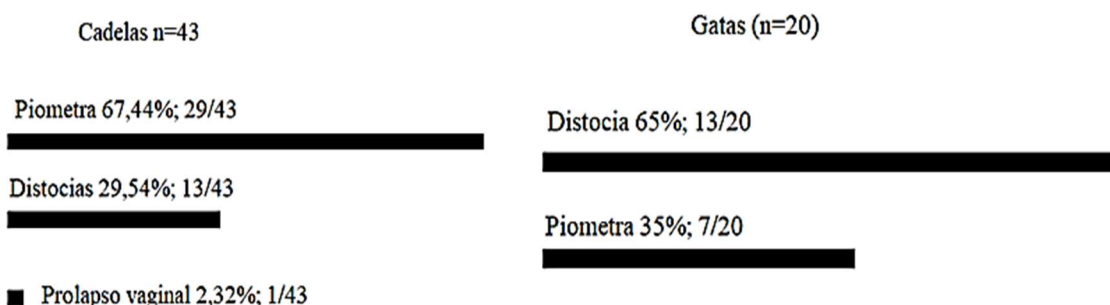 Cadelas n=43
Piometra 67,44%; 29/43
Distocias 29,54%; 13/43
Prolapso vaginal 2,32%; 1/43
Gatas (n=20)
Distocia 65%; 13/20
Piometra 35%; 7/20